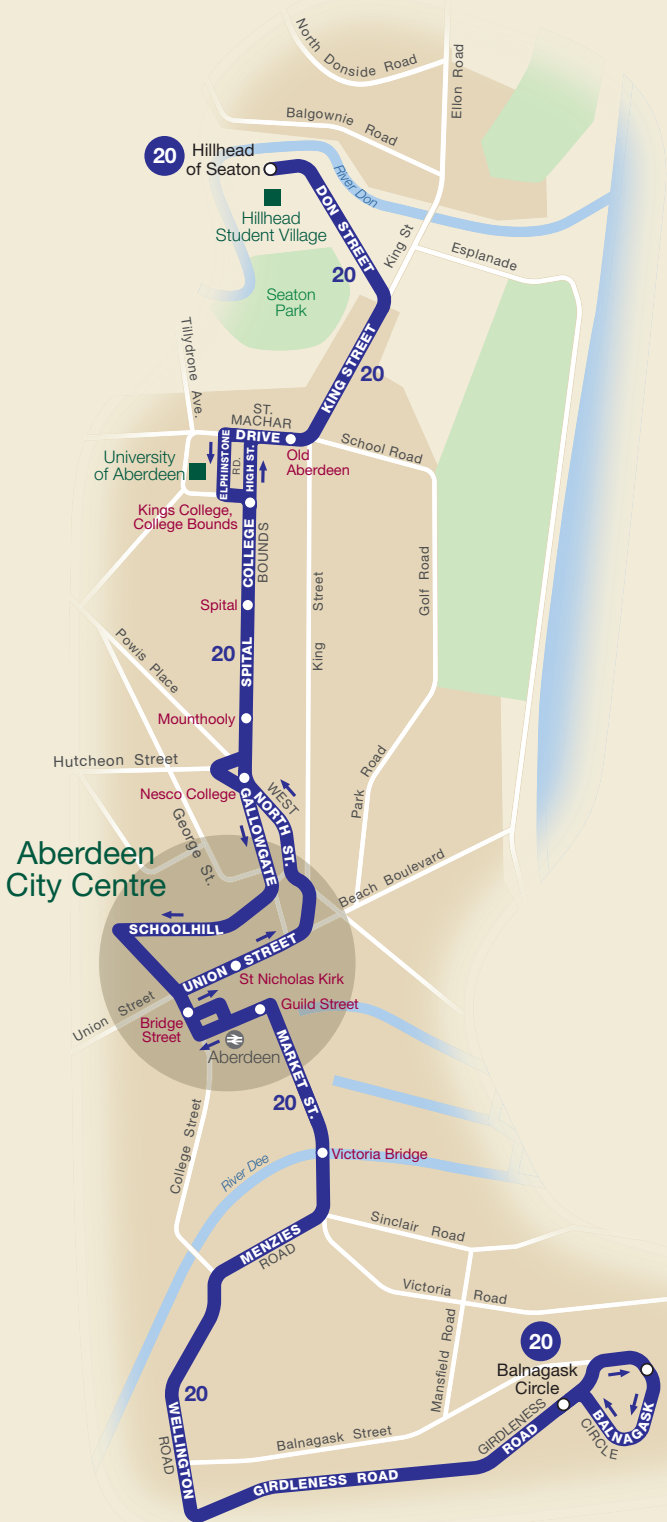 North Donside Road
Ellon Road
Balgownie Road
20
Hillhead
of Seaton
River Don
DON STREET
Hillhead
Student Village
King St
Esplanade
20
Seaton
Park
Tillydrone Ave.
KING STREET
20
ST.
MACHAR
DRIVE
School Road
Old
Aberdeen
ELPHINSTONE
RD.
HIGH ST.
University
of Aberdeen
Kings College,
College Bounds
COLLEGE
BOUNDS
King Street
Golf Road
Spital
Powis Place
20
SPITAL
Mounthooly
Hutcheon Street
Park Road
Nesco College
WEST
NORTH ST.
GALLOWGATE
George St.
Aberdeen
City Centre
Beach Boulevard
SCHOOLHILL
UNION STREET
St Nicholas Kirk
Union Street
Guild Street
Bridge
Street
Aberdeen
MARKET ST.
20
College Street
Victoria Bridge
River Dee
MENZIES
ROAD
Sinclair Road
Victoria Road
Mansfield Road
20
Balnagask
Circle
20
WELLINGTON
ROAD
GIRDLENESS
ROAD
BALNAGASK
CIRCLE
Balnagask Street
GIRDLENESS ROAD